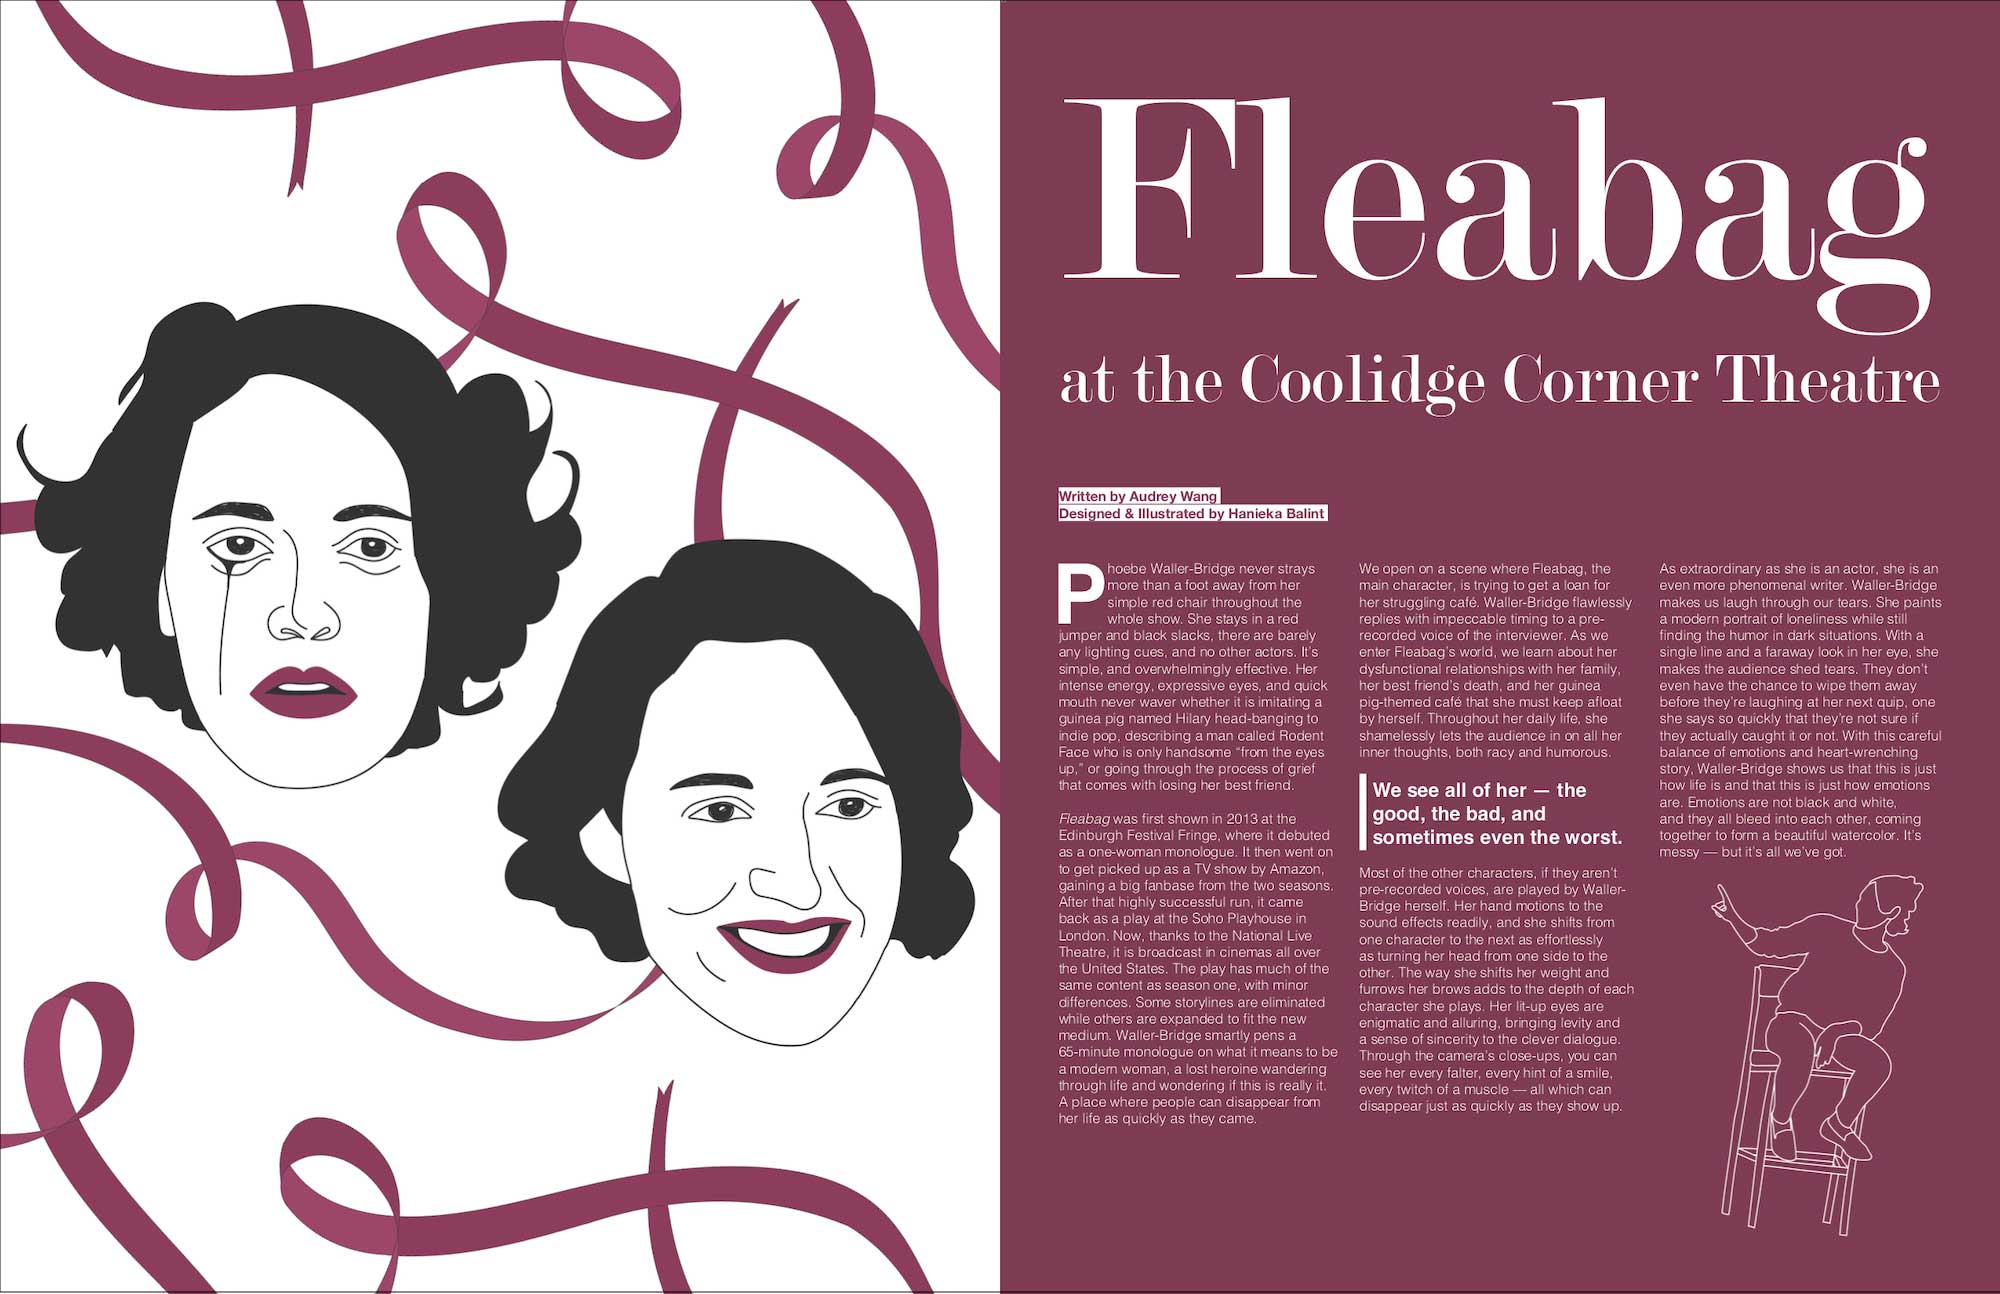 Fleabag
at the Coolidge Corner Theatre
Written by Audrey Wang
Designed & Illustrated by Hanieka Balint
Phoebe Waller-Bridge never strays
more than a foot away from her
simple red chair throughout the
whole show. She stays in a red
jumper and black slacks, there are barely
any lighting cues, and no other actors. It's
simple, and overwhelmingly effective. Her
intense energy, expressive eyes, and quick
mouth never waver whether it is imitating a
guinea pig named Hilary head-banging to
indie pop, describing a man called Rodent
Face who is only handsome “from the eyes
up,” or going through the process of grief
that comes with losing her best friend.
Fleabag was first shown in 2013 at the
Edinburgh Festival Fringe, where it debuted
as a one-woman monologue. It then went on
to get picked up as a TV show by Amazon,
gaining a big fanbase from the two seasons.
After that highly successful run, it came
back as a play at the Soho Playhouse in
London. Now, thanks to the National Live
Theatre, it is broadcast in cinemas all over
the United States. The play has much of the
same content as season one, with minor
differences. Some storylines are eliminated
while others are expanded to fit the new
medium. Waller-Bridge smartly pens a
65-minute monologue on what it means to be
a modern woman, a lost heroine wandering
through life and wondering if this is really it.
A place where people can disappear from
her life as quickly as they came.
We open on a scene where Fleabag, the
main character, is trying to get a loan for
her struggling café. Waller-Bridge flawlessly
replies with impeccable timing to a pre-
recorded voice of the interviewer. As we
enter Fleabag's world, we learn about her
dysfunctional relationships with her family,
her best friend's death, and her guinea
pig-themed café that she must keep afloat
by herself. Throughout her daily life, she
shamelessly lets the audience in on all her
inner thoughts, both racy and humorous.
We see all of her — the
good, the bad, and
sometimes even the worst.
Most of the other characters, if they aren't
pre-recorded voices, are played by Waller-
Bridge herself. Her hand motions to the
sound effects readily, and she shifts from
one character to the next as effortlessly
as turning her head from one side to the
other. The way she shifts her weight and
furrows her brows adds to the depth of each
character she plays. Her lit-up eyes are
enigmatic and alluring, bringing levity and
a sense of sincerity to the clever dialogue.
Through the camera's close-ups, you can
see her every falter, every hint of a smile,
every twitch of a muscle — all which can
disappear just as quickly as they show up.
As extraordinary as she is an actor, she is an
even more phenomenal writer. Waller-Bridge
makes us laugh through our tears. She paints
a modern portrait of loneliness while still
finding the humor in dark situations. With a
single line and a faraway look in her eye, she
makes the audience shed tears. They don't
even have the chance to wipe them away
before they're laughing at her next quip, one
she says so quickly that they're not sure if
they actually caught it or not. With this careful
balance of emotions and heart-wrenching
story, Waller-Bridge shows us that this is just
how life is and that this is just how emotions
are. Emotions are not black and white,
and they all bleed into each other, coming
together to form a beautiful watercolor. It's
messy — but it's all we've got.